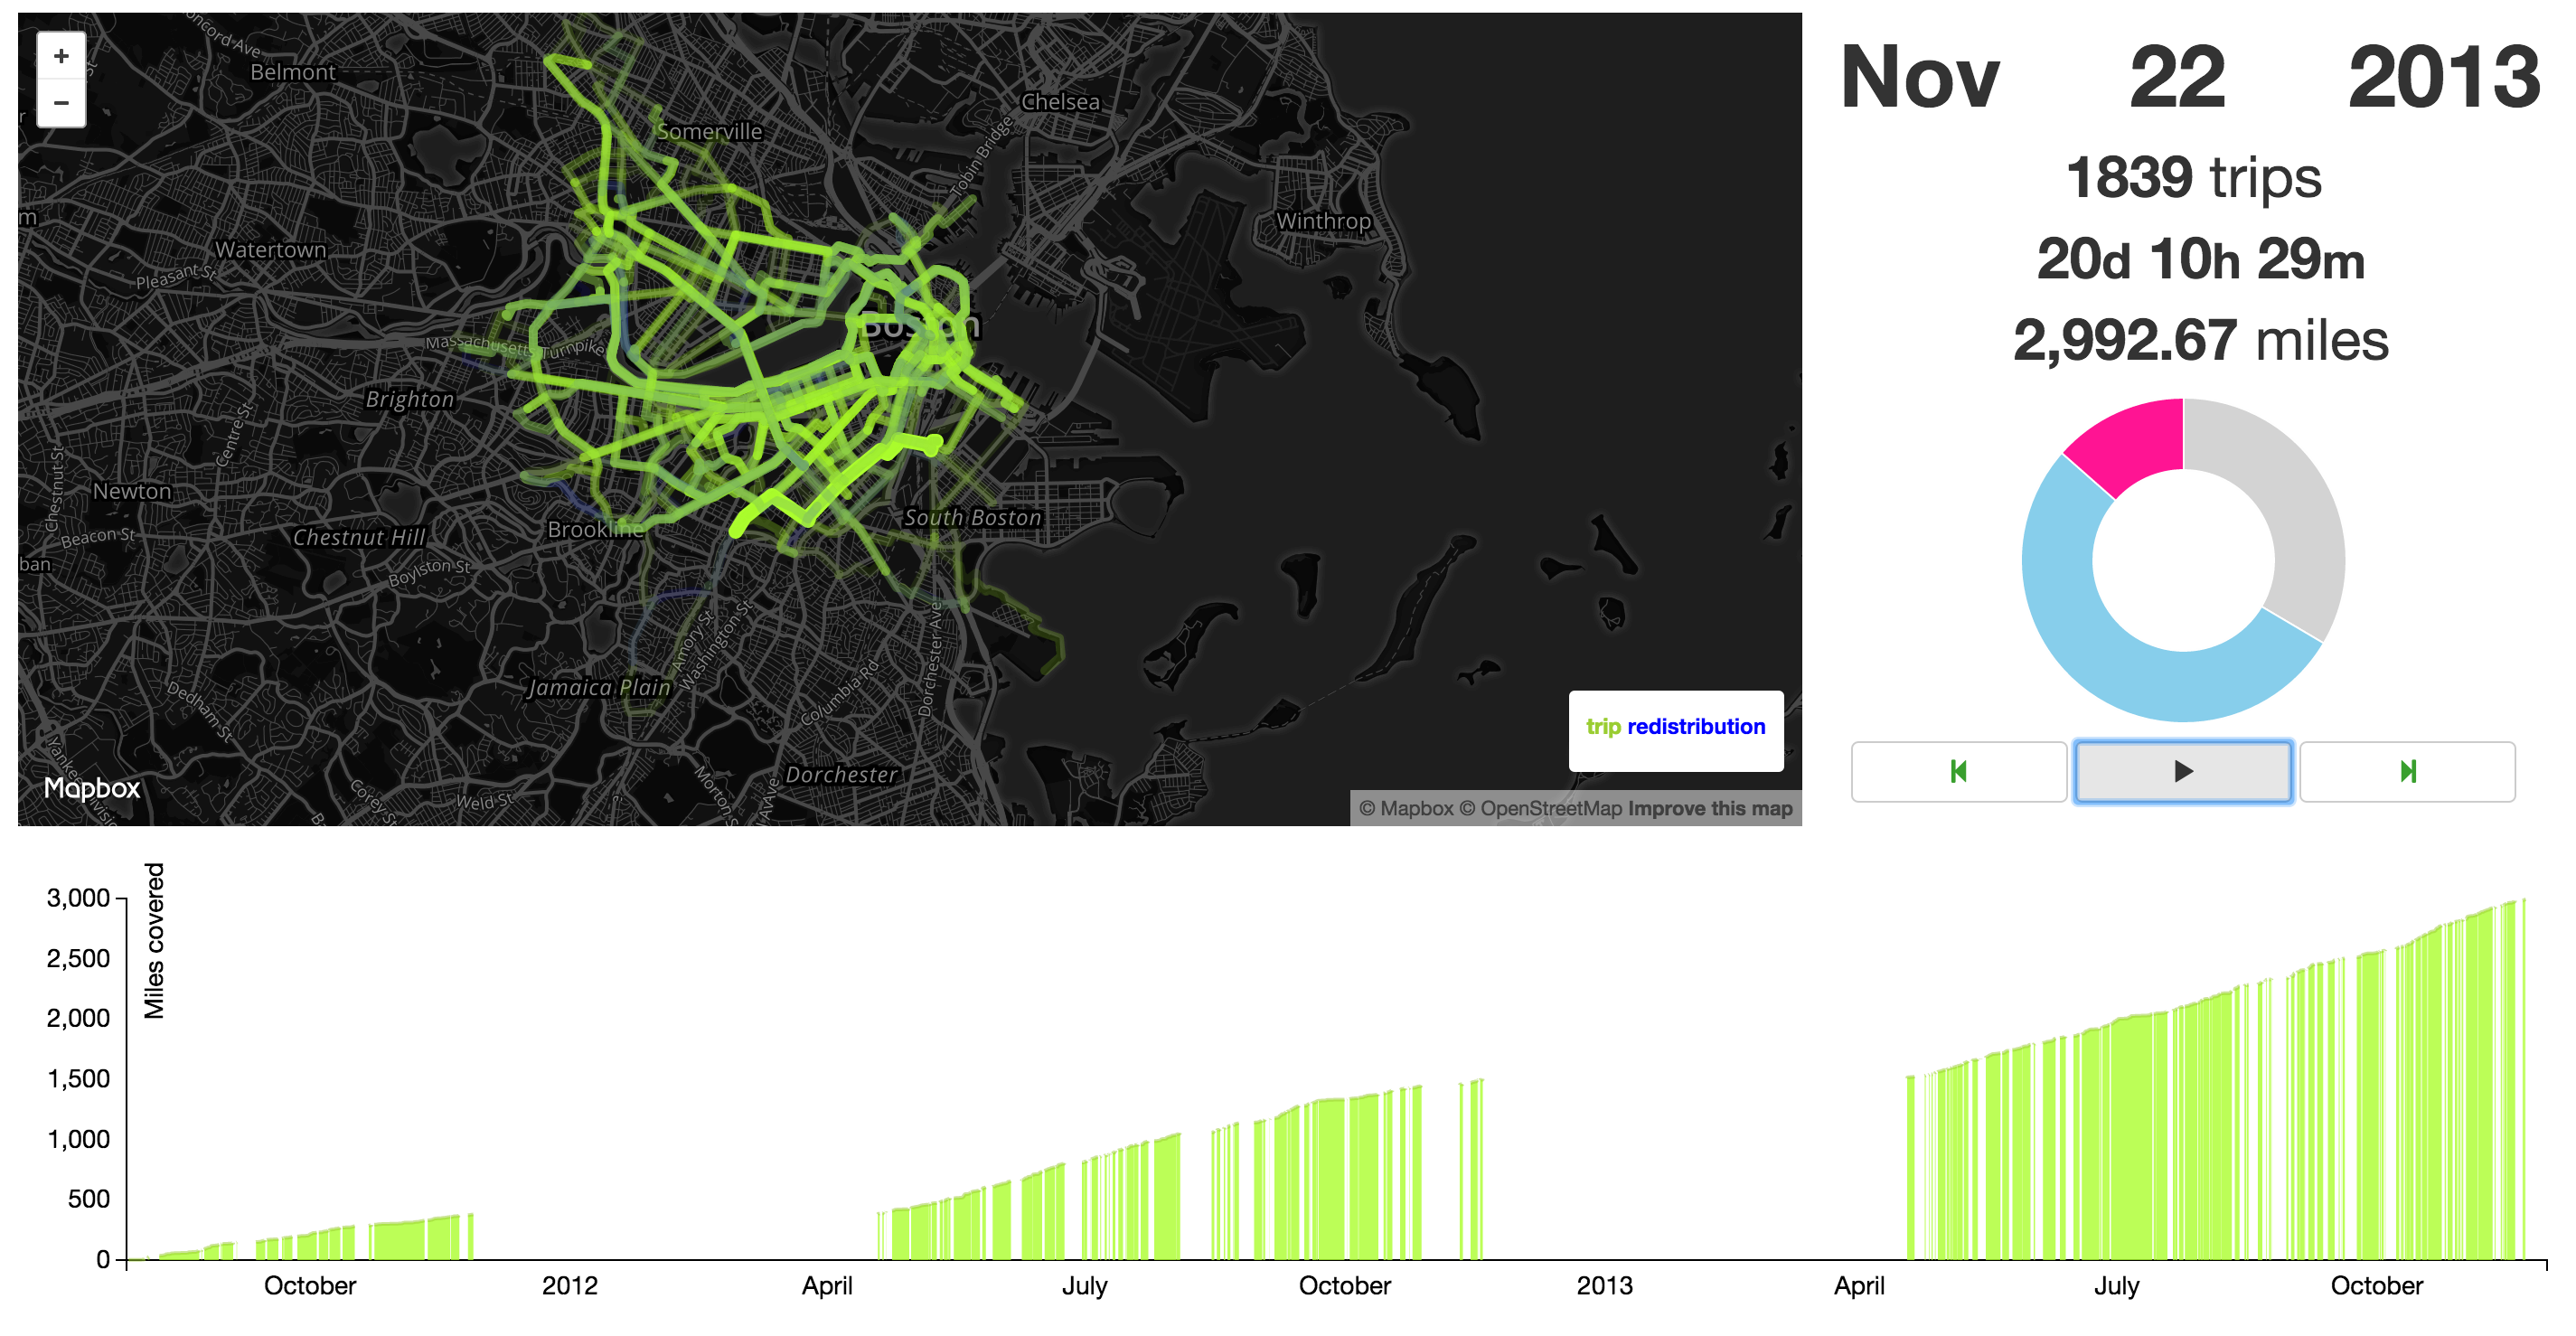 +
−
Concord Ave
Belmont
Somerville
Chelsea
Tobin Bridge
Winthrop
Watertown
Pleasant St
Boston
Massachusetts Turnpike
Brighton
Centre St
Chestnut St
Newton
Chestnut Hill
Beacon St
ban
Brookline
Boylston St
South Boston
Amory St
Washington St
Jamaica Plain
Columbia Rd
Dorchester Ave
Dedham St
Corey St
Weld St
Morton S
Dorchester
trip redistribution
Mapbox
© Mapbox © OpenStreetMap Improve this map
Nov 22 2013
1839 trips
20d 10h 29m
2,992.67 miles
Miles covered
3,000
2,500
2,000
1,500
1,000
500
0
October 2012 April July October 2013 April July October